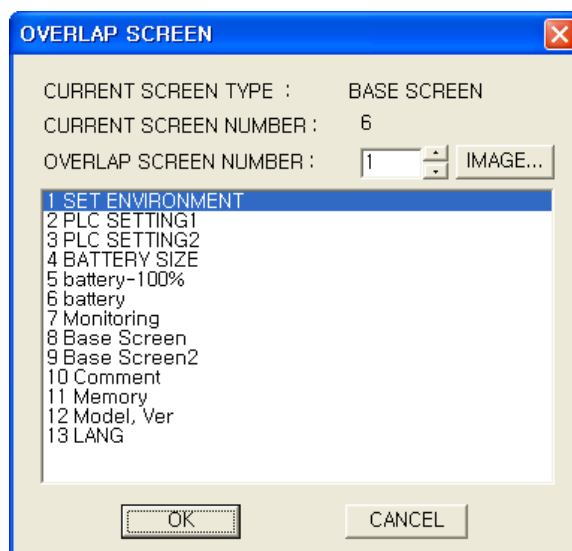 OVERLAP SCREEN
CURRENT SCREEN TYPE : BASE SCREEN
CURRENT SCREEN NUMBER : 6
OVERLAP SCREEN NUMBER : 1 IMAGE...
1 SET ENVIRONMENT
2 PLC SETTING1
3 PLC SETTING2
4 BATTERY SIZE
5 battery-100%
6 battery
7 Monitoring
8 Base Screen
9 Base Screen2
10 Comment
11 Memory
12 Model, Ver
13 LANG
OK CANCEL